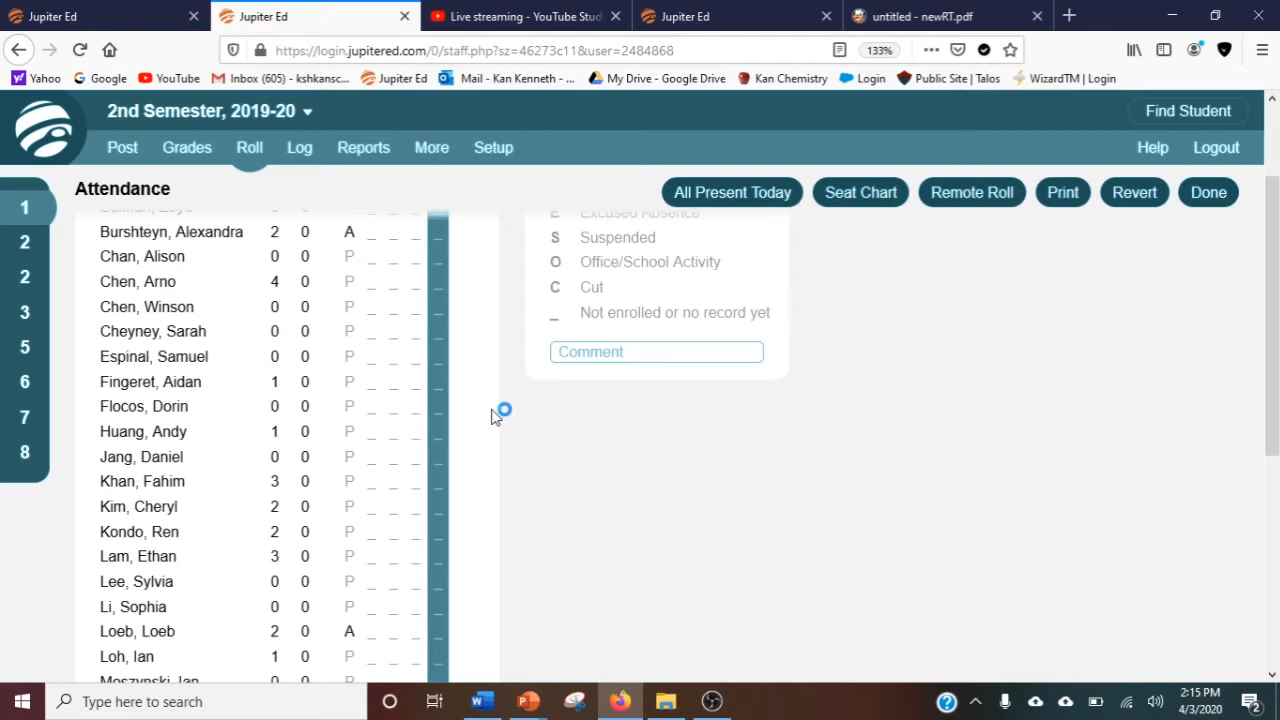 Jupiter Ed × Jupiter Ed × Live streaming - YouTube Stud × Jupiter Ed × untitled - newRT.pdf × +
https://login.jupitered.com/0/staff.php?sz=46273c11&user=2484868 133%
Yahoo Google YouTube Inbox (605) - kshkansc... Jupiter Ed Mail - Kan Kenneth - ... My Drive - Google Drive Kan Chemistry Login Public Site | Talos WizardTM | Login
2nd Semester, 2019-20 Find Student
Post Grades Roll Log Reports More Setup Help Logout
Attendance All Present Today Seat Chart Remote Roll Print Revert Done
1
2
2
3
5
6
7
8
Burshteyn, Alexandra 2 0 A _ _ _ _
Chan, Alison 0 0 P _ _ _ _
Chen, Arno 4 0 P _ _ _ _
Chen, Winson 0 0 P _ _ _ _
Cheyney, Sarah 0 0 P _ _ _ _
Espinal, Samuel 0 0 P _ _ _ _
Fingeret, Aidan 1 0 P _ _ _ _
Flocos, Dorin 0 0 P _ _ _ _
Huang, Andy 1 0 P _ _ _ _
Jang, Daniel 0 0 P _ _ _ _
Khan, Fahim 3 0 P _ _ _ _
Kim, Cheryl 2 0 P _ _ _ _
Kondo, Ren 2 0 P _ _ _ _
Lam, Ethan 3 0 P _ _ _ _
Lee, Sylvia 0 0 P _ _ _ _
Li, Sophia 0 0 P _ _ _ _
Loeb, Loeb 2 0 A _ _ _ _
Loh, Ian 1 0 P _ _ _ _
E Excused Absence
S Suspended
O Office/School Activity
C Cut
_ Not enrolled or no record yet
Comment
Type here to search
2:15 PM
4/3/2020
2